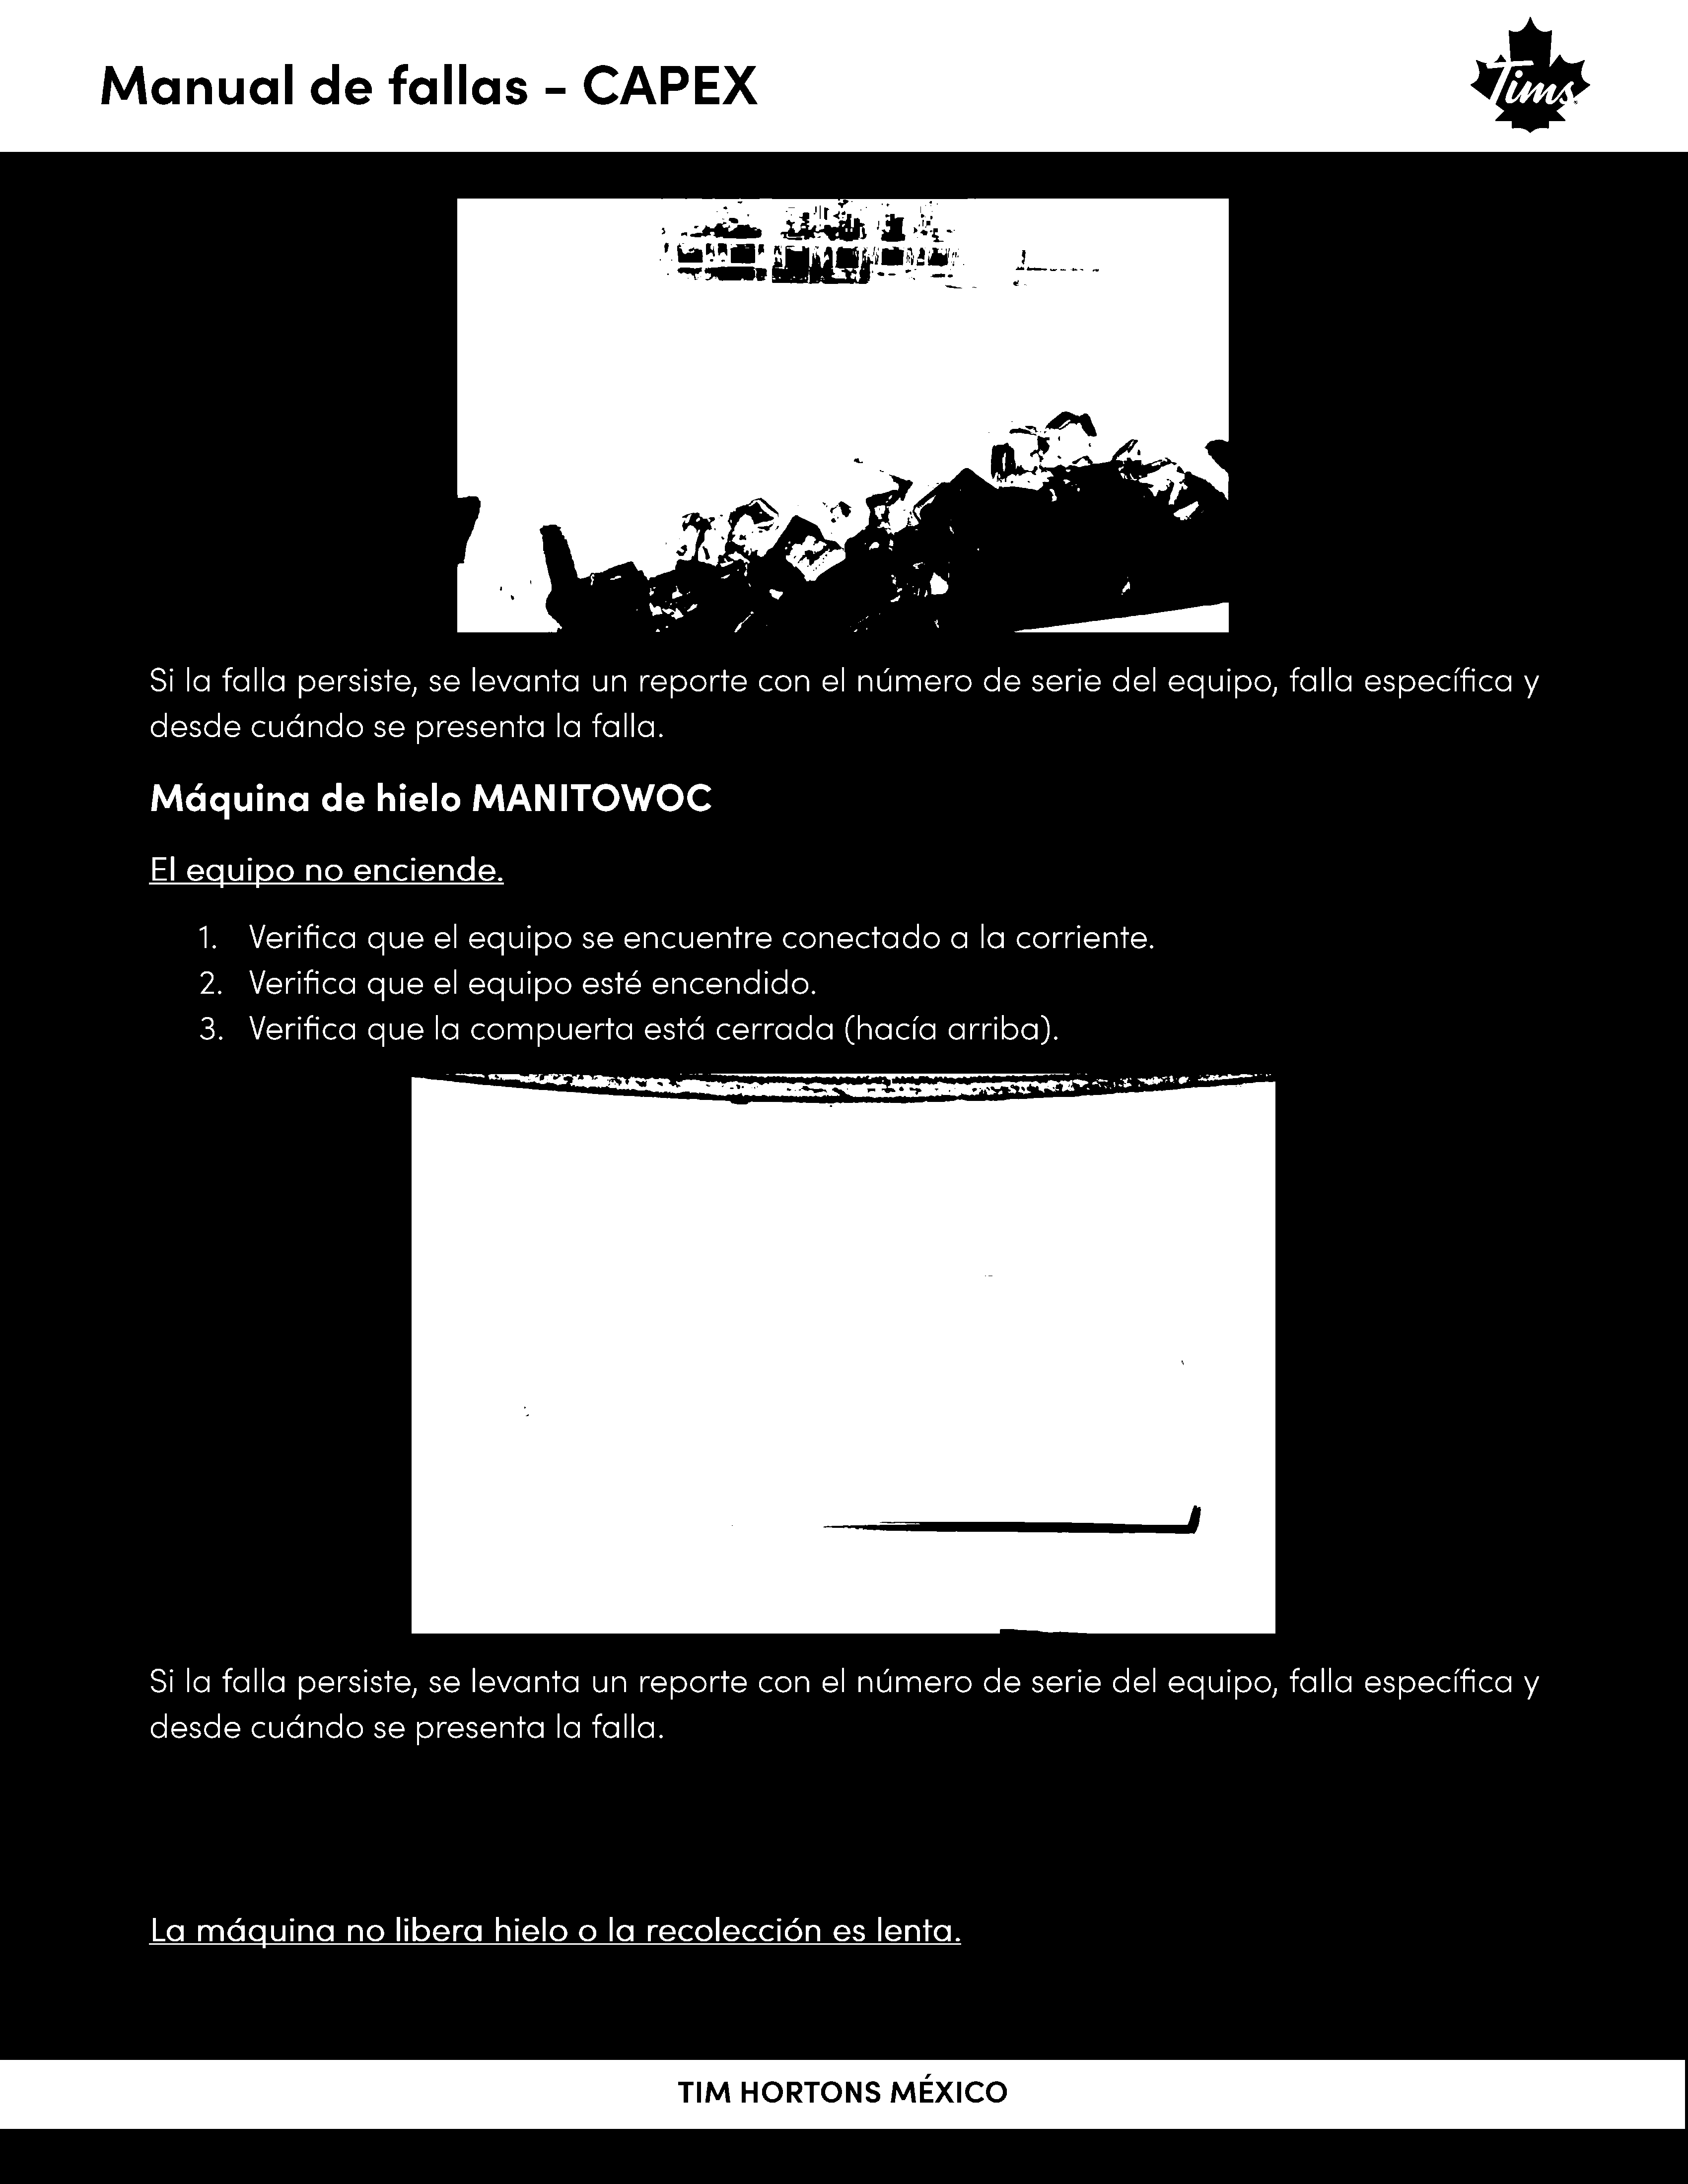 Manual de fallas - CAPEX
Tims
Si la falla persiste, se levanta un reporte con el número de serie del equipo, falla específica y
desde cuándo se presenta la falla.
Máquina de hielo MANITOWOC
El equipo no enciende.
1. Verifica que el equipo se encuentre conectado a la corriente.
2. Verifica que el equipo esté encendido.
3. Verifica que la compuerta está cerrada (hacía arriba).
Si la falla persiste, se levanta un reporte con el número de serie del equipo, falla específica y
desde cuándo se presenta la falla.
La máquina no libera hielo o la recolección es lenta.
TIM HORTONS MÉXICO